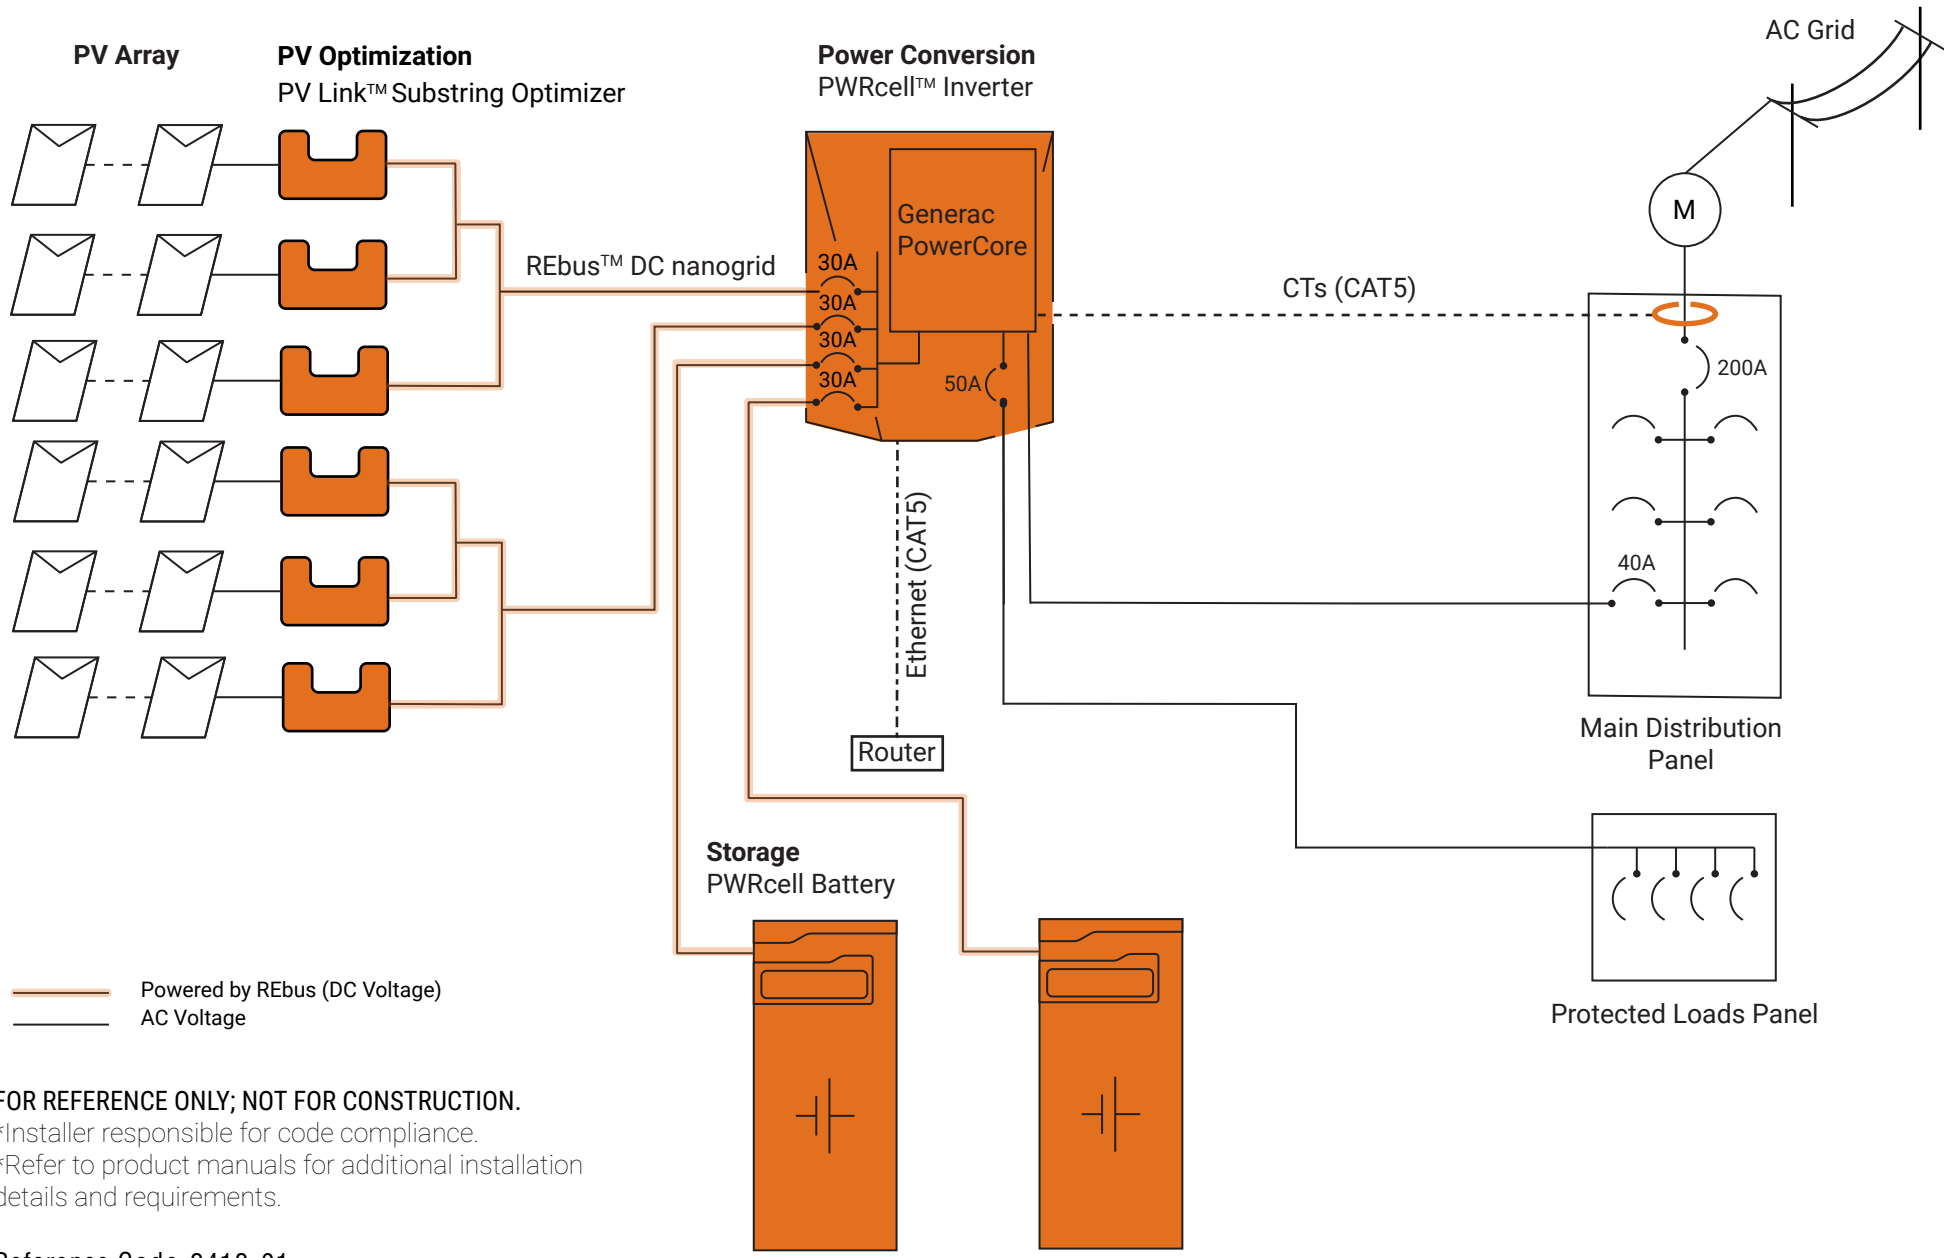 PV Array
PV Optimization
PV Link™ Substring Optimizer
Power Conversion
PWRcell™ Inverter
AC Grid
M
Generac
PowerCore
REbus™ DC nanogrid
30A
30A
30A
30A
50A
CTs (CAT5)
200A
40A
Ethernet (CAT5)
Router
Main Distribution
Panel
Storage
PWRcell Battery
Protected Loads Panel
Powered by REbus (DC Voltage)
AC Voltage
FOR REFERENCE ONLY; NOT FOR CONSTRUCTION.
*Installer responsible for code compliance.
*Refer to product manuals for additional installation
details and requirements.